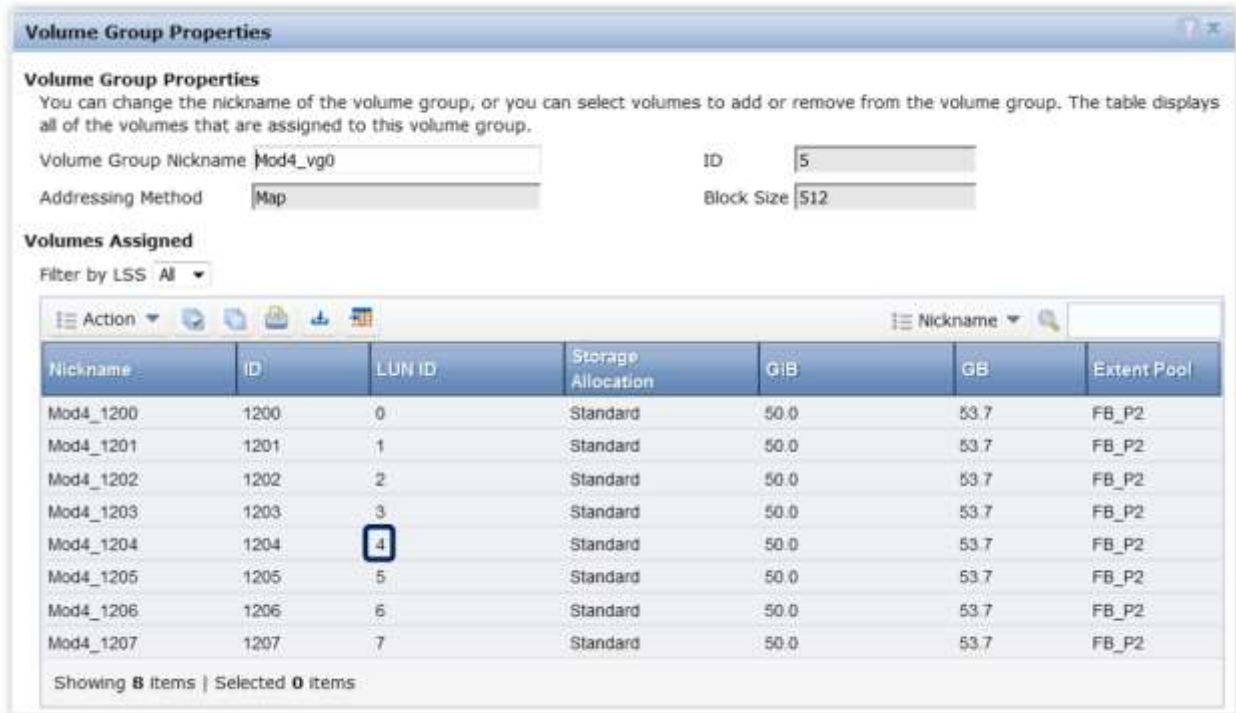 Volume Group Properties
Volume Group Properties
You can change the nickname of the volume group, or you can select volumes to add or remove from the volume group. The table displays
all of the volumes that are assigned to this volume group.
Volume Group Nickname Mod4_vg0 ID 5
Addressing Method Map Block Size 512
Volumes Assigned
Filter by LSS All
Action Nickname
Nickname ID LUN ID Storage Allocation GiB GB Extent Pool
Mod4_1200 1200 0 Standard 50.0 53.7 FB_P2
Mod4_1201 1201 1 Standard 50.0 53.7 FB_P2
Mod4_1202 1202 2 Standard 50.0 53.7 FB_P2
Mod4_1203 1203 3 Standard 50.0 53.7 FB_P2
Mod4_1204 1204 4 Standard 50.0 53.7 FB_P2
Mod4_1205 1205 5 Standard 50.0 53.7 FB_P2
Mod4_1206 1206 6 Standard 50.0 53.7 FB_P2
Mod4_1207 1207 7 Standard 50.0 53.7 FB_P2
Showing 8 items | Selected 0 items